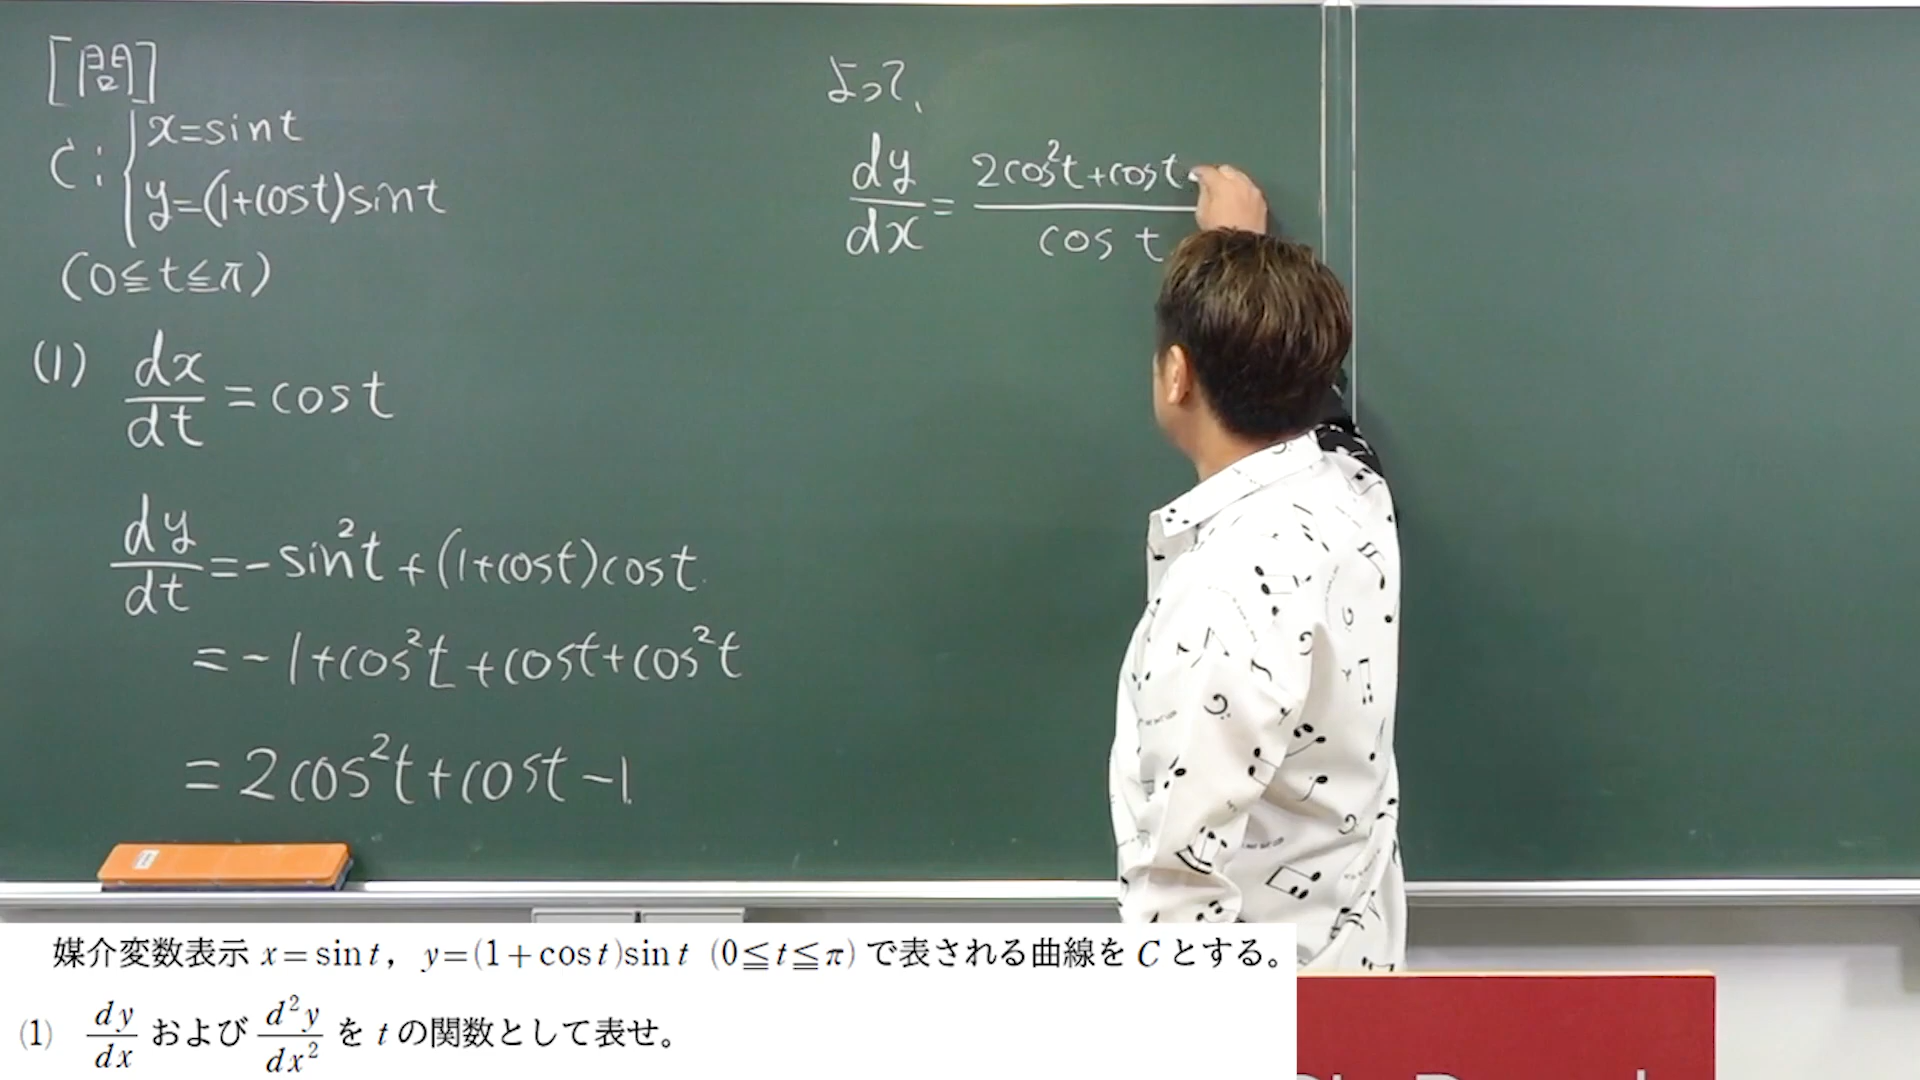 [問]
C: { x=sint
y=(1+cost)sint
(0≦t≦π)
(1) dx/dt = cost
dy/dt = -sin²t+(1+cost)cost
= -1+cos²t+cost+cos²t
= 2cos²t+cost-1
よって、
dy/dx = 2cos²t+cost- / cos t
媒介変数表示 x=sin t, y=(1+cos t)sin t (0≦t≦π) で表される曲線を C とする。
(1) dy/dx および d²y/dx² を t の関数として表せ。